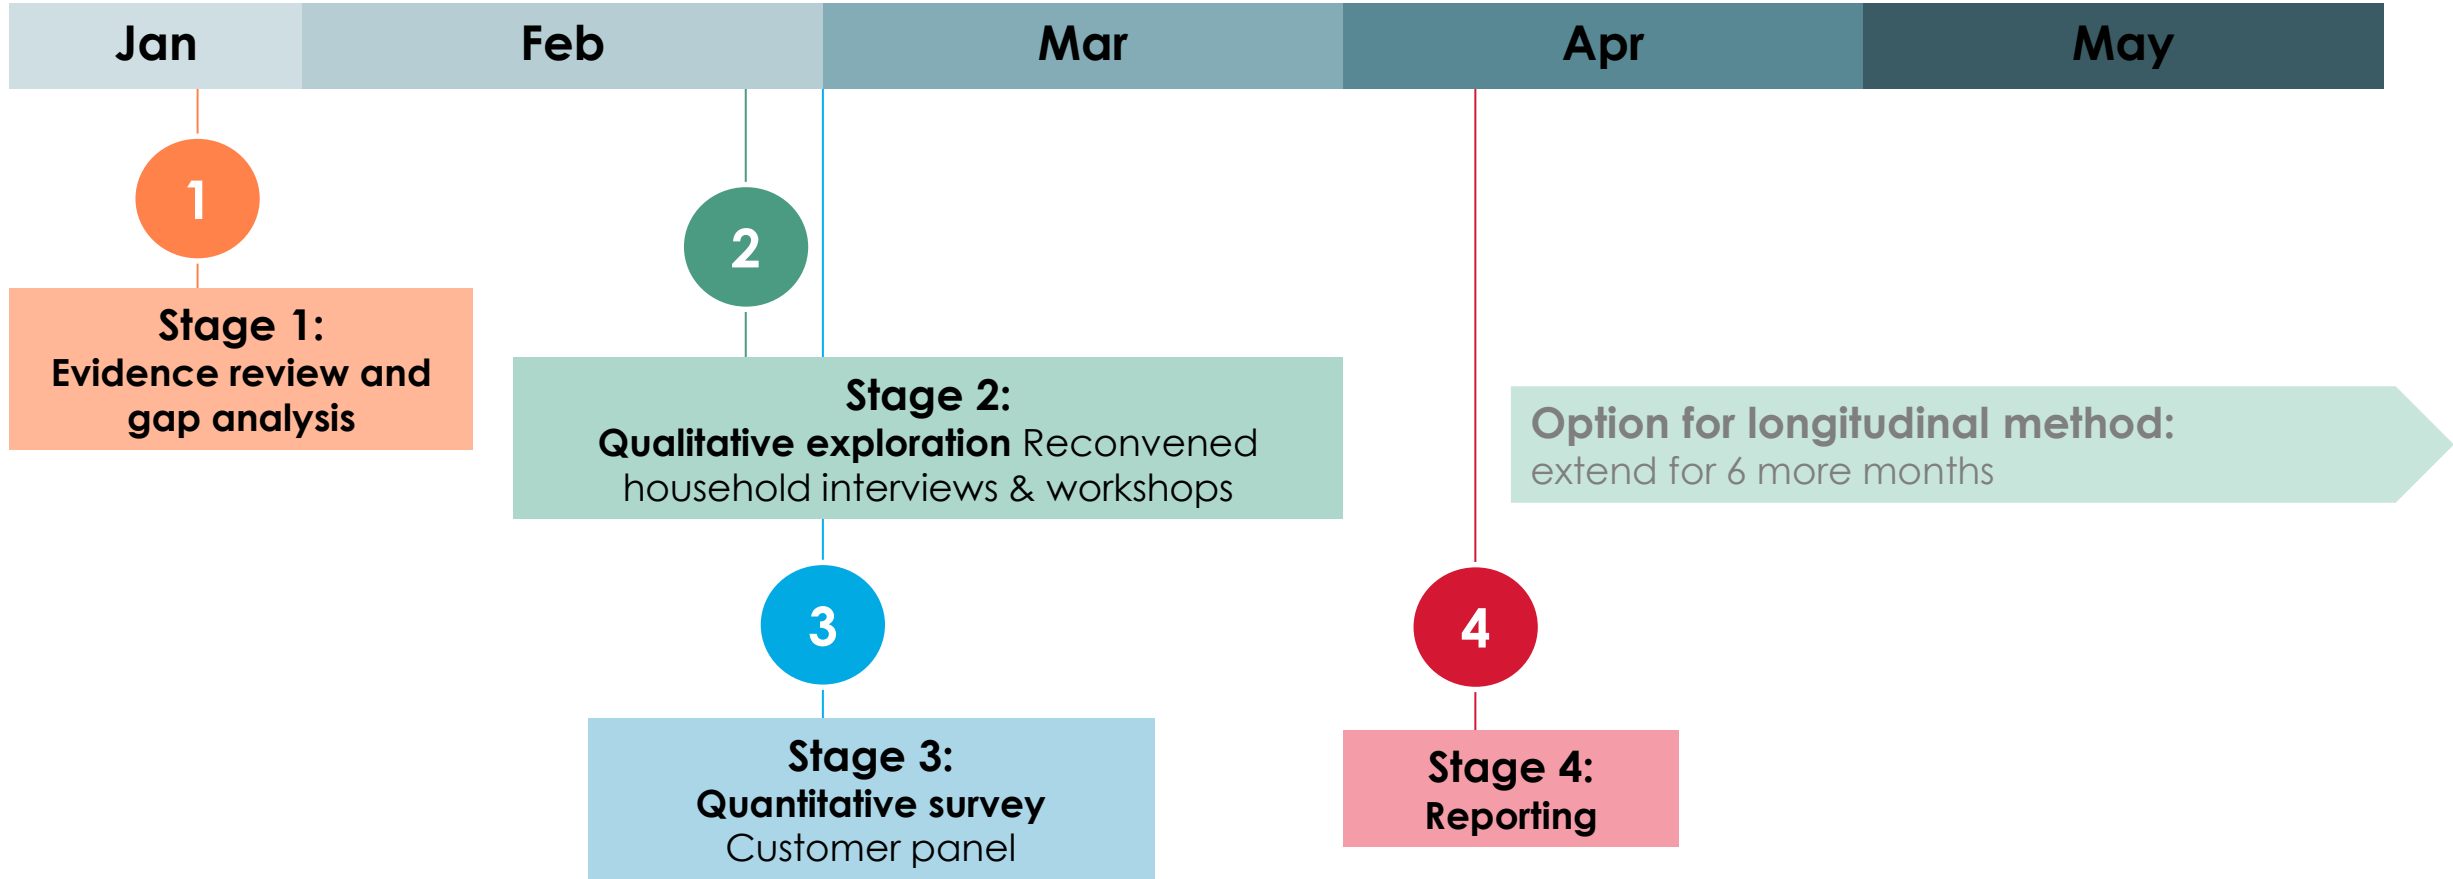 Jan
Feb
Mar
Apr
May
1
2
Stage 1:
Evidence review and
gap analysis
Stage 2:
Qualitative exploration Reconvened
household interviews & workshops
Option for longitudinal method:
extend for 6 more months
3
4
Stage 3:
Quantitative survey
Customer panel
Stage 4:
Reporting